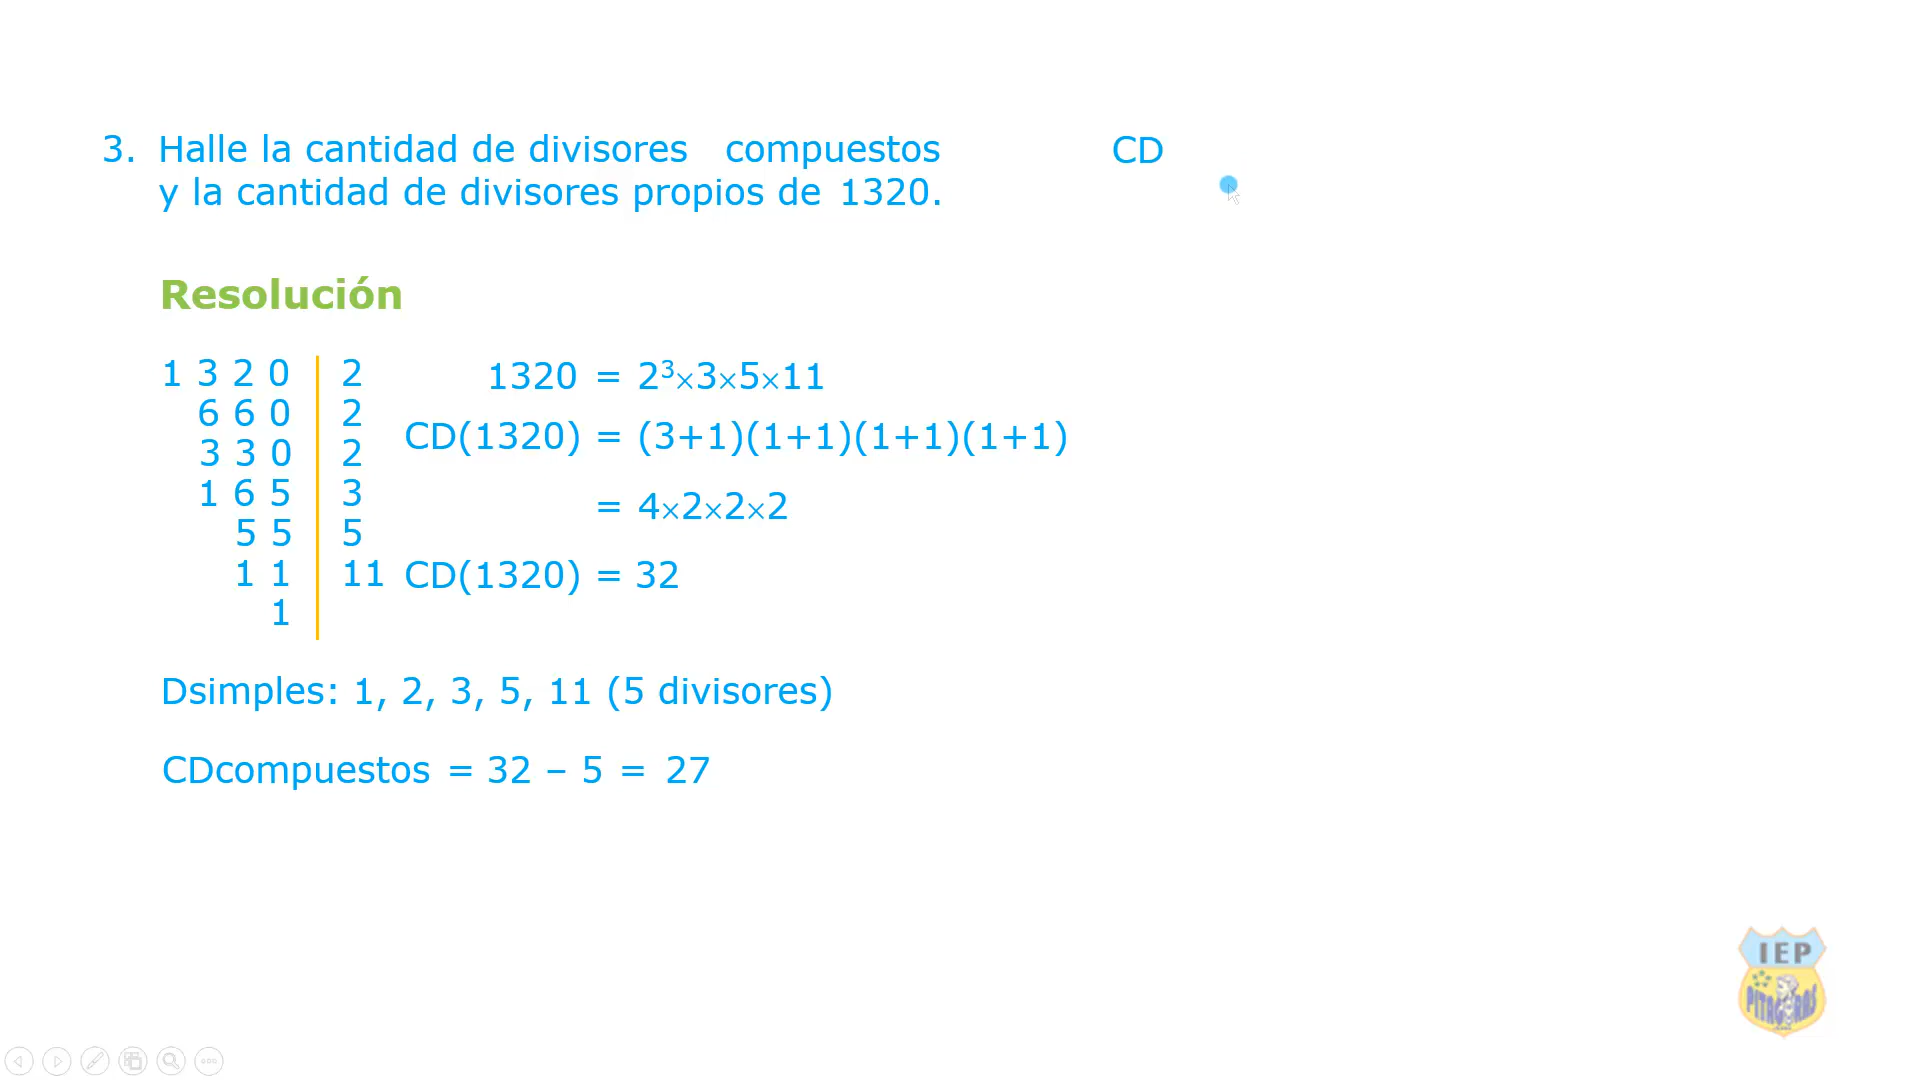 3. Halle la cantidad de divisores compuestos
y la cantidad de divisores propios de 1320.
CD
Resolución
1 3 2 0 | 2
6 6 0 | 2
3 3 0 | 2
1 6 5 | 3
5 5 | 5
1 1 | 11
1
1320 = 2³×3×5×11
CD(1320) = (3+1)(1+1)(1+1)(1+1)
= 4×2×2×2
CD(1320) = 32
Dsimples: 1, 2, 3, 5, 11 (5 divisores)
CDcompuestos = 32 – 5 = 27
IEP
PITAGORAS